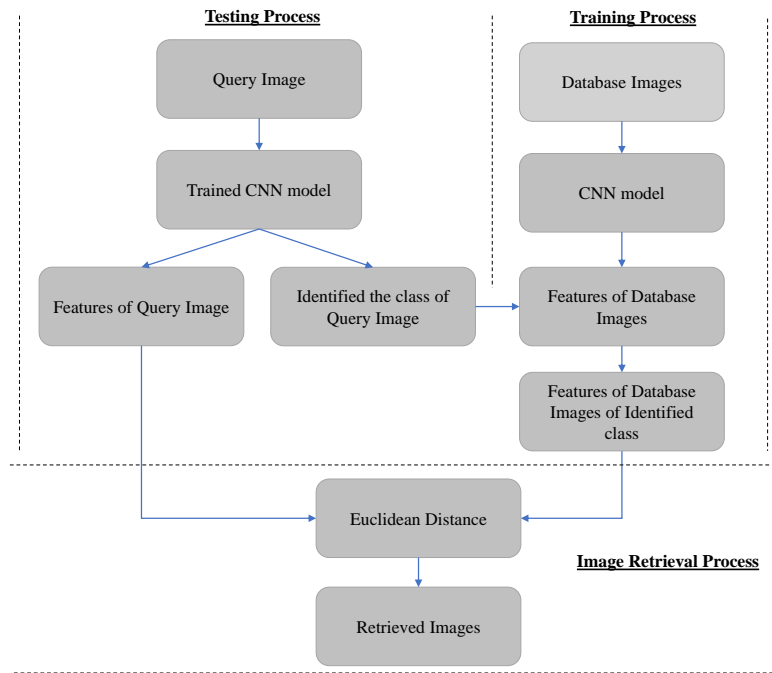 Testing Process
Training Process
Query Image
Database Images
Trained CNN model
CNN model
Features of Query Image
Identified the class of
Query Image
Features of Database
Images
Features of Database
Images of Identified
class
Euclidean Distance
Image Retrieval Process
Retrieved Images